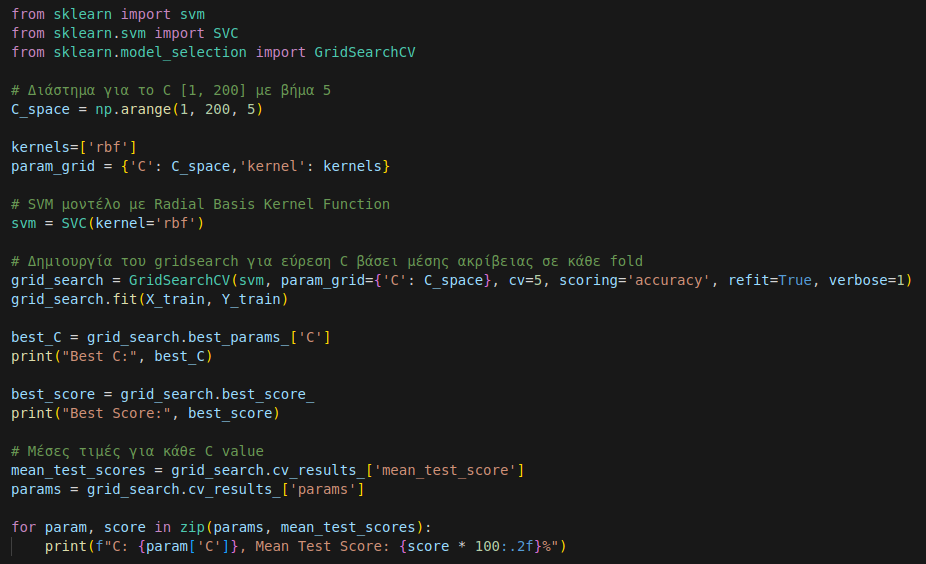 from sklearn import svm
from sklearn.svm import SVC
from sklearn.model_selection import GridSearchCV
# Διάστημα για το C [1, 200] με βήμα 5
C_space = np.arange(1, 200, 5)
kernels=['rbf']
param_grid = {'C': C_space,'kernel': kernels}
# SVM μοντέλο με Radial Basis Kernel Function
svm = SVC(kernel='rbf')
# Δημιουργία του gridsearch για εύρεση C βάσει μέσης ακρίβειας σε κάθε fold
grid_search = GridSearchCV(svm, param_grid={'C': C_space}, cv=5, scoring='accuracy', refit=True, verbose=1)
grid_search.fit(X_train, Y_train)
best_C = grid_search.best_params_['C']
print("Best C:", best_C)
best_score = grid_search.best_score_
print("Best Score:", best_score)
# Μέσες τιμές για κάθε C value
mean_test_scores = grid_search.cv_results_['mean_test_score']
params = grid_search.cv_results_['params']
for param, score in zip(params, mean_test_scores):
    print(f"C: {param['C']}, Mean Test Score: {score * 100:.2f}%")